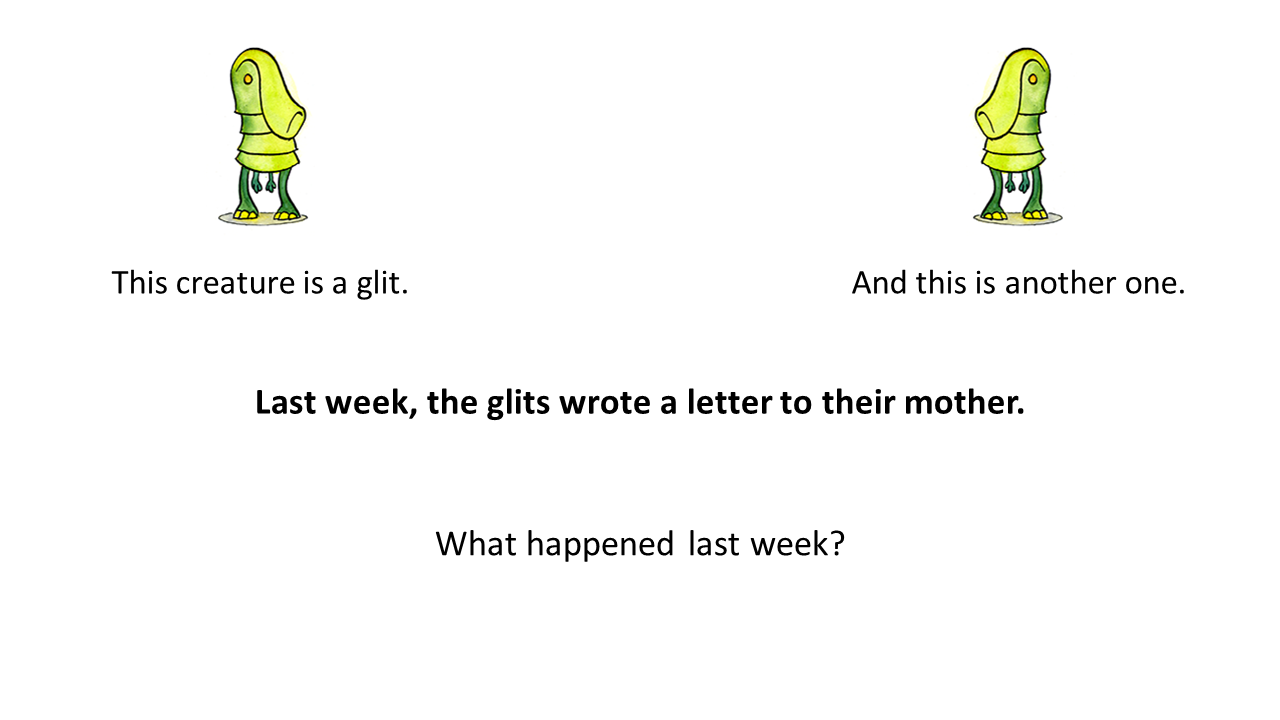 This creature is a glit.
And this is another one.
Last week, the glits wrote a letter to their mother.
What happened last week?